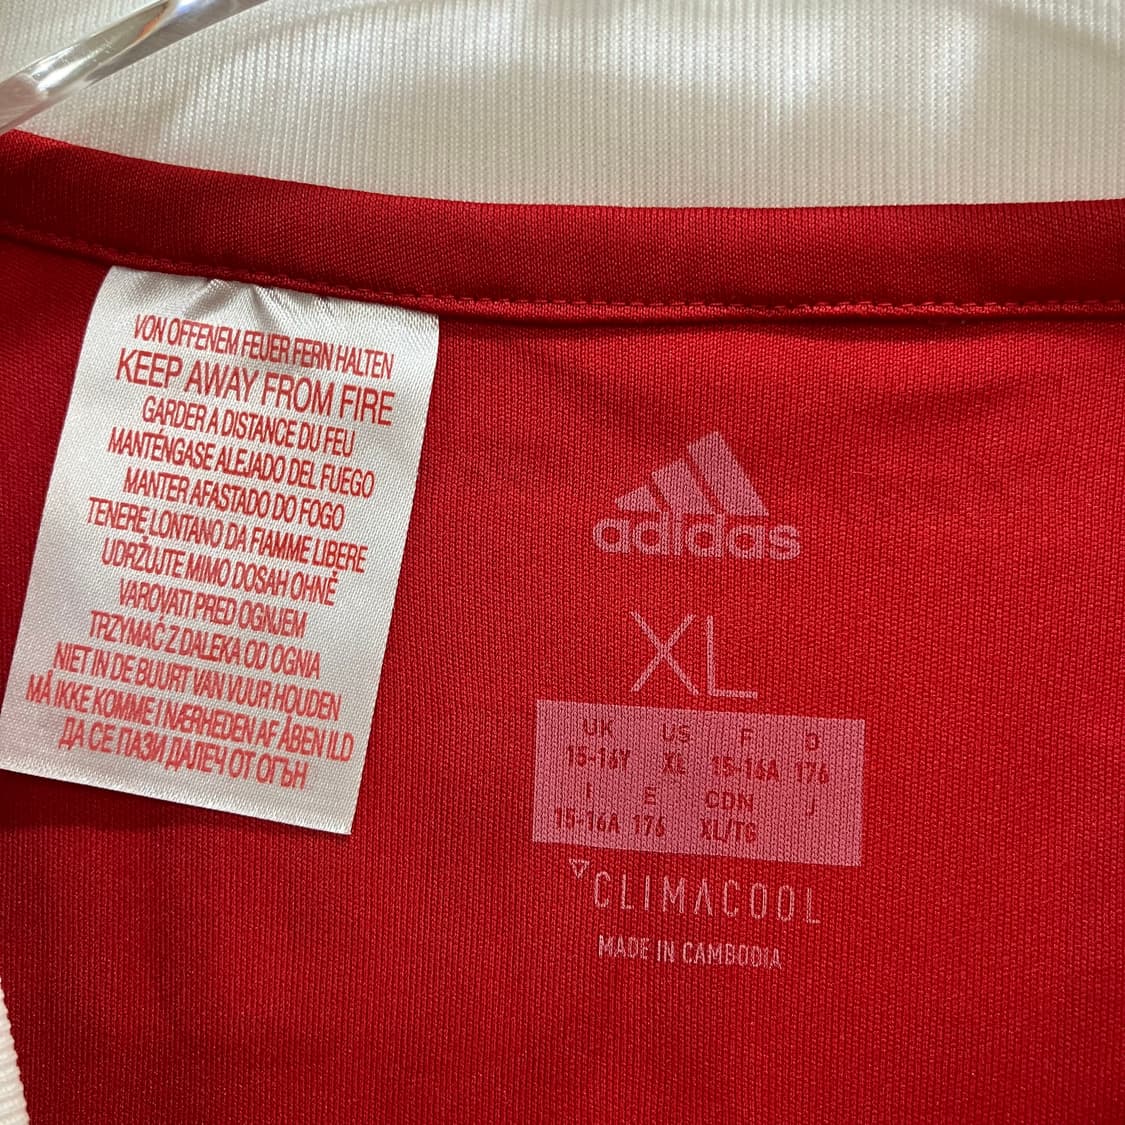 VON OFFENEM FEUER FERN HALTEN
KEEP AWAY FROM FIRE
GARDER A DISTANCE DU FEU
MANTÉNGASE ALEJADO DEL FUEGO
MANTER AFASTADO DO FOGO
TENERE LONTANO DA FIAMME LIBERE
UDRŽUJTE MIMO DOSAH OHNĚ
VAROVATI PRED OGNJEM
TRZYMAĆ Z DALEKA OD OGNIA
NIET IN DE BUURT VAN VUUR HOUDEN
MÅ IKKE KOMME I NÆRHEDEN AF ÅBEN ILD
ДА СЕ ПАЗИ ДАЛЕЧ ОТ ОГЪН
adidas
XL
UK US F D
15-16Y XL 15-16A 176
I E CDN J
15-16A 176 XL/TG
CLIMACOOL
MADE IN CAMBODIA